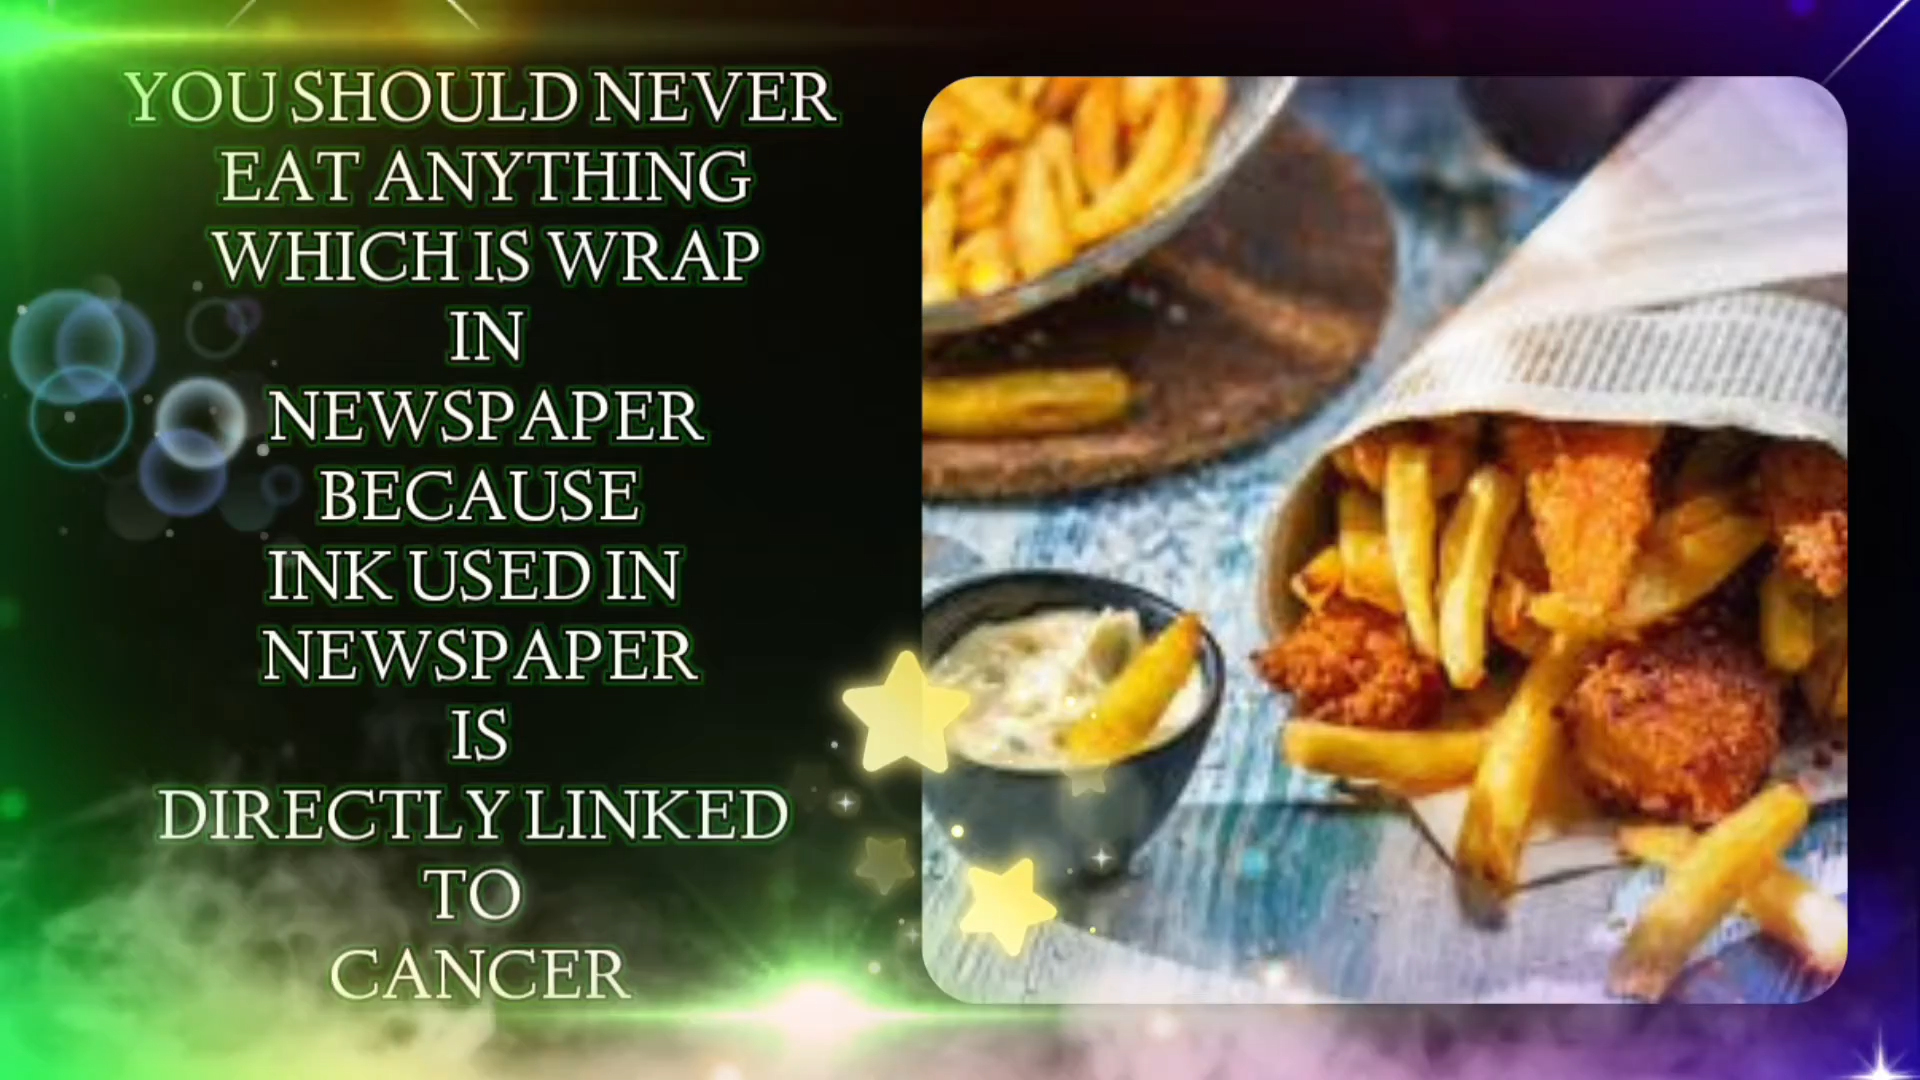 YOU SHOULD NEVER
EAT ANYTHING
WHICH IS WRAP
IN
NEWSPAPER
BECAUSE
INK USED IN
NEWSPAPER
IS
DIRECTLY LINKED
TO
CANCER